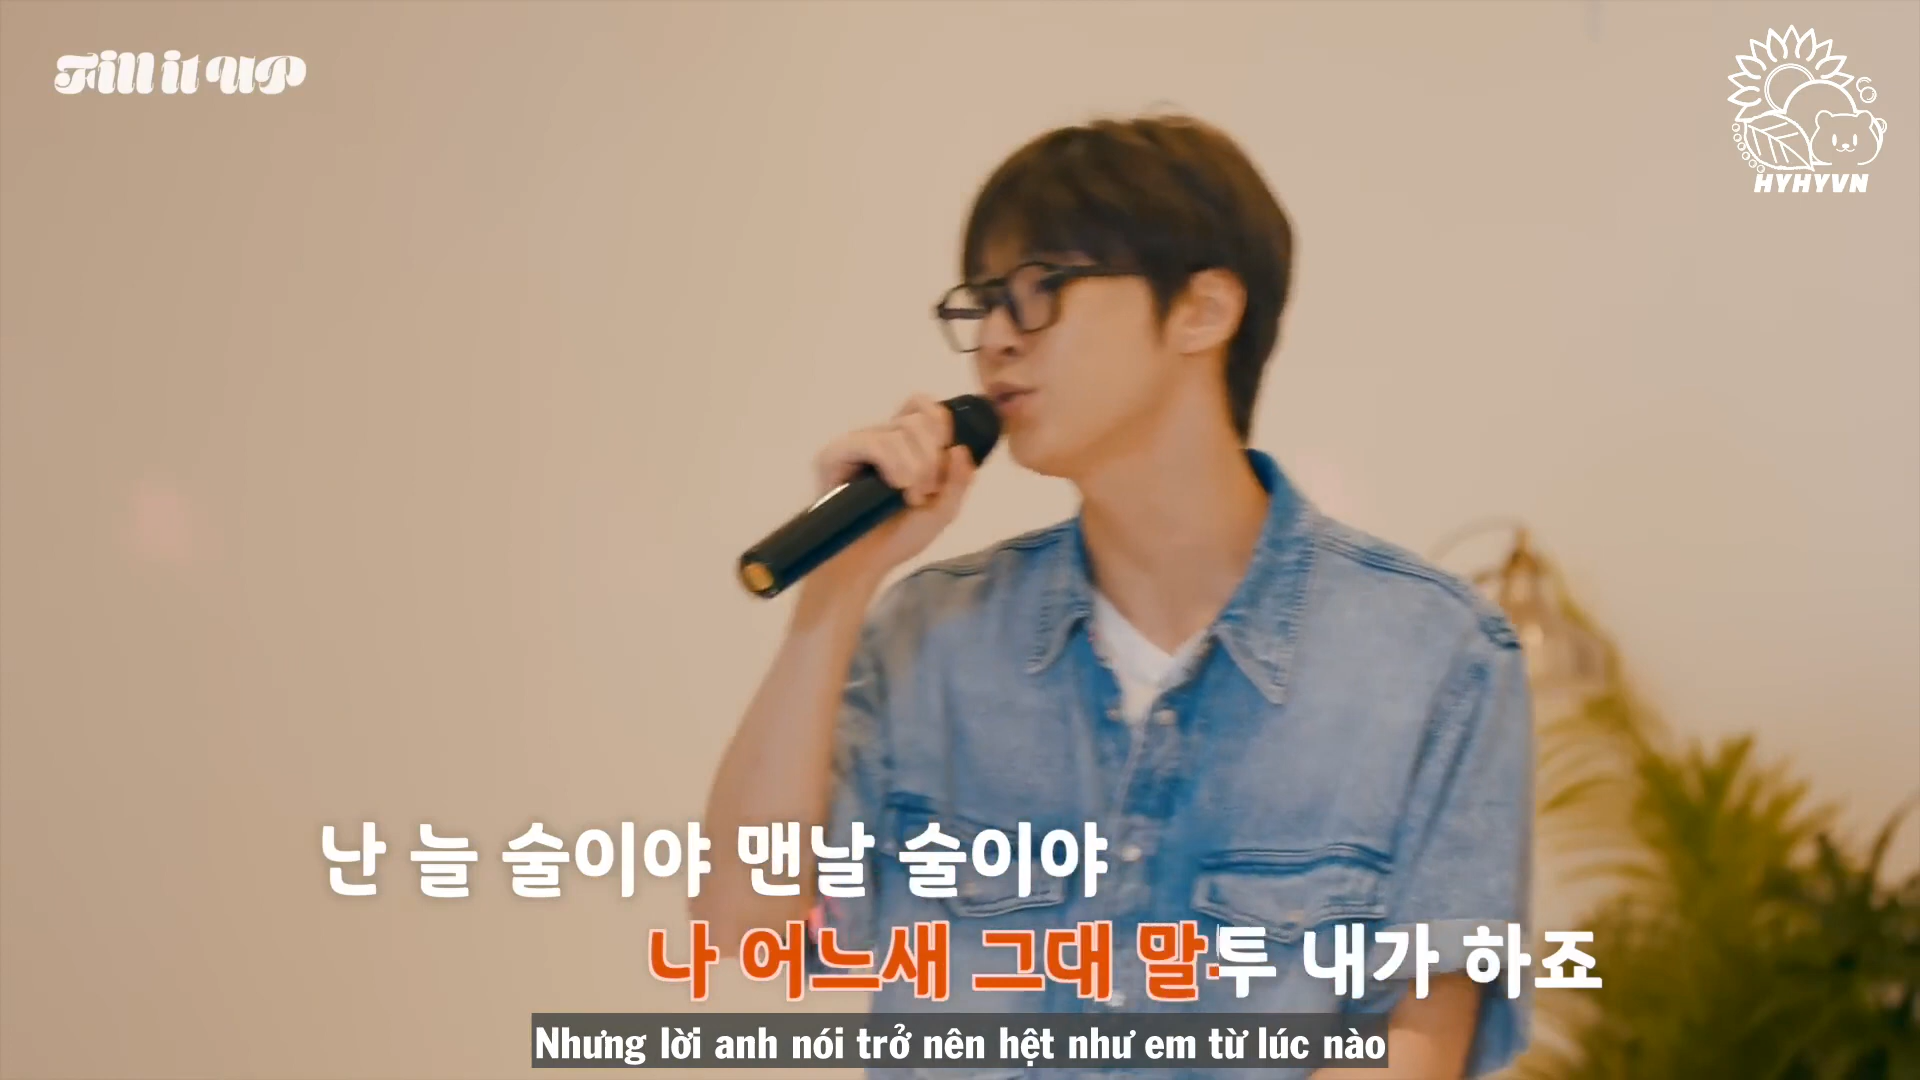 Fill it UP
HYHYVN
난 늘 술이야 맨날 술이야
나 어느새 그대 말투 내가 하죠
Nhưng lời anh nói trở nên hệt như em từ lúc nào